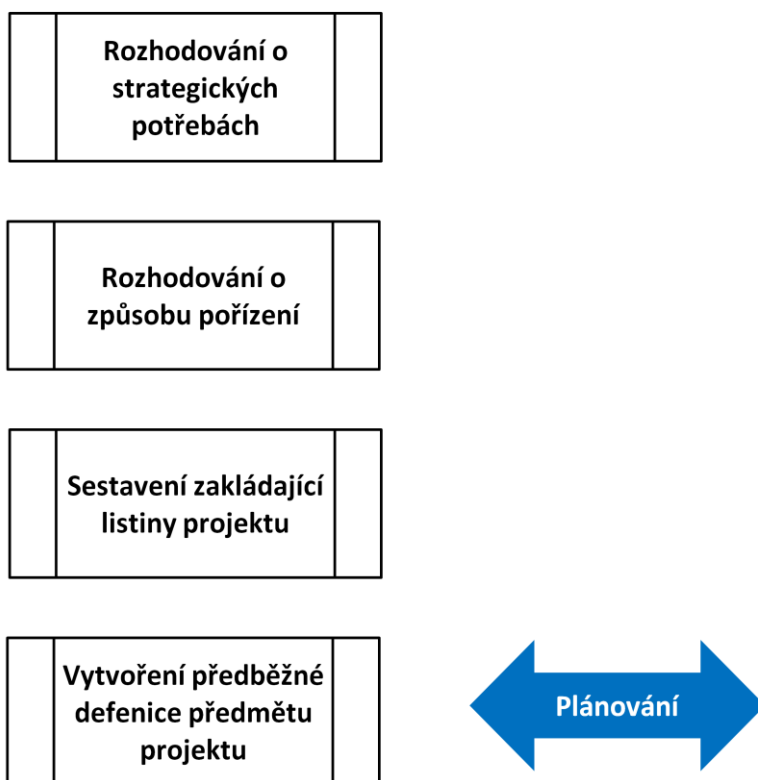 Rozhodování o
strategických
potřebách
Rozhodování o
způsobu pořízení
Sestavení zakládající
listiny projektu
Vytvoření předběžné
defenice předmětu
projektu
Plánování